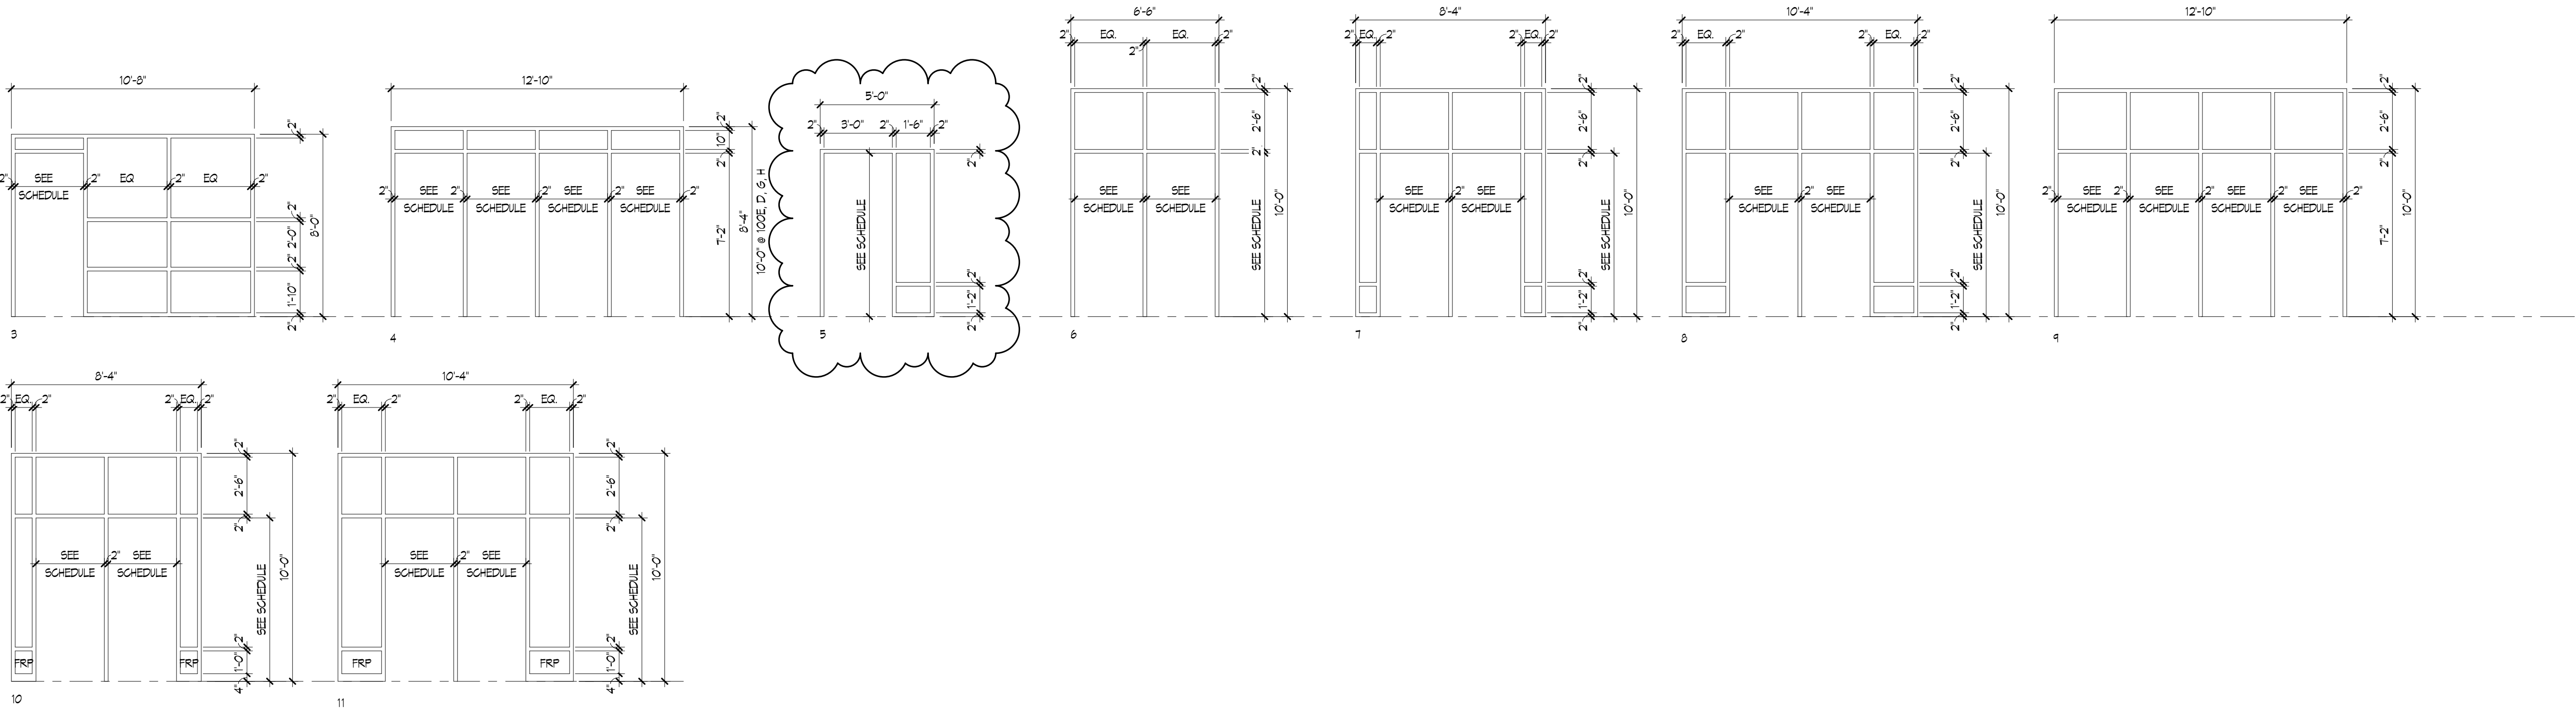 10'-8"
2"
SEE
SCHEDULE
2"
EQ
2"
EQ
2"
2"
2"
2'-0"
2"
1'-10"
2"
8'-0"
3
12'-10"
2"
SEE
SCHEDULE
2"
SEE
SCHEDULE
2"
SEE
SCHEDULE
2"
SEE
SCHEDULE
2"
2"
10"
2"
7'-2"
8'-4"
10'-0" @ 100E, D, G, H
4
5'-0"
2"
3'-0"
2"
1'-6"
2"
SEE SCHEDULE
2"
2"
1'-2"
2"
5
6'-6"
2"
EQ.
2"
EQ.
2"
SEE
SCHEDULE
SEE
SCHEDULE
2"
2'-6"
2"
SEE SCHEDULE
10'-0"
6
8'-4"
2"
EQ.
2"
2"
EQ.
2"
SEE
SCHEDULE
2"
SEE
SCHEDULE
2"
2'-6"
2"
2"
1'-2"
2"
SEE SCHEDULE
10'-0"
7
10'-4"
2"
EQ.
2"
2"
EQ.
2"
SEE
SCHEDULE
2"
SEE
SCHEDULE
2"
2'-6"
2"
2"
1'-2"
2"
SEE SCHEDULE
10'-0"
8
12'-10"
2"
SEE
SCHEDULE
2"
SEE
SCHEDULE
2"
SEE
SCHEDULE
2"
SEE
SCHEDULE
2"
2"
2'-6"
2"
7'-2"
10'-0"
9
8'-4"
2"
EQ.
2"
2"
EQ.
2"
SEE
SCHEDULE
2"
SEE
SCHEDULE
FRP
FRP
2"
2'-6"
2"
2"
1'-0"
4"
SEE SCHEDULE
10'-0"
10
10'-4"
2"
EQ.
2"
2"
EQ.
2"
SEE
SCHEDULE
2"
SEE
SCHEDULE
FRP
FRP
2"
2'-6"
2"
2"
1'-0"
4"
SEE SCHEDULE
10'-0"
11